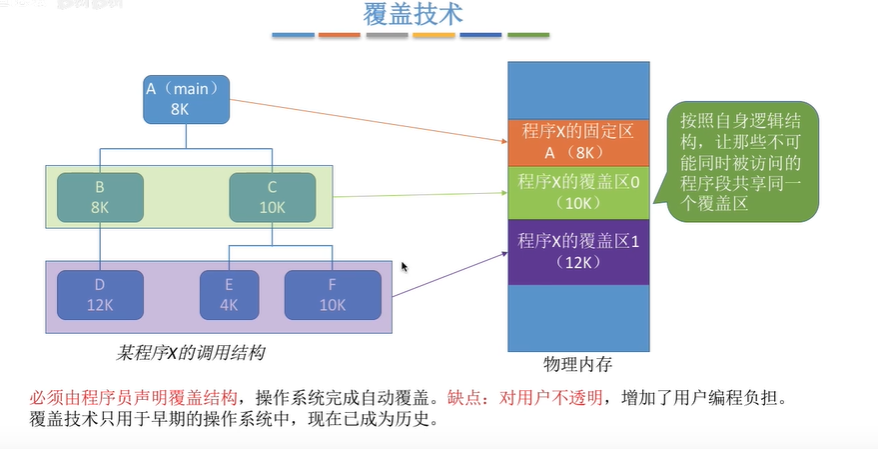 覆盖技术
A（main）
8K
B
8K
C
10K
D
12K
E
4K
F
10K
某程序X的调用结构
程序X的固定区
A （8K）
程序X的覆盖区0
（10K）
程序X的覆盖区1
（12K）
物理内存
按照自身逻辑结
构，让那些不可
能同时被访问的
程序段共享同一
个覆盖区
必须由程序员声明覆盖结构，操作系统完成自动覆盖。缺点：对用户不透明，增加了用户编程负担。
覆盖技术只用于早期的操作系统中，现在已成为历史。